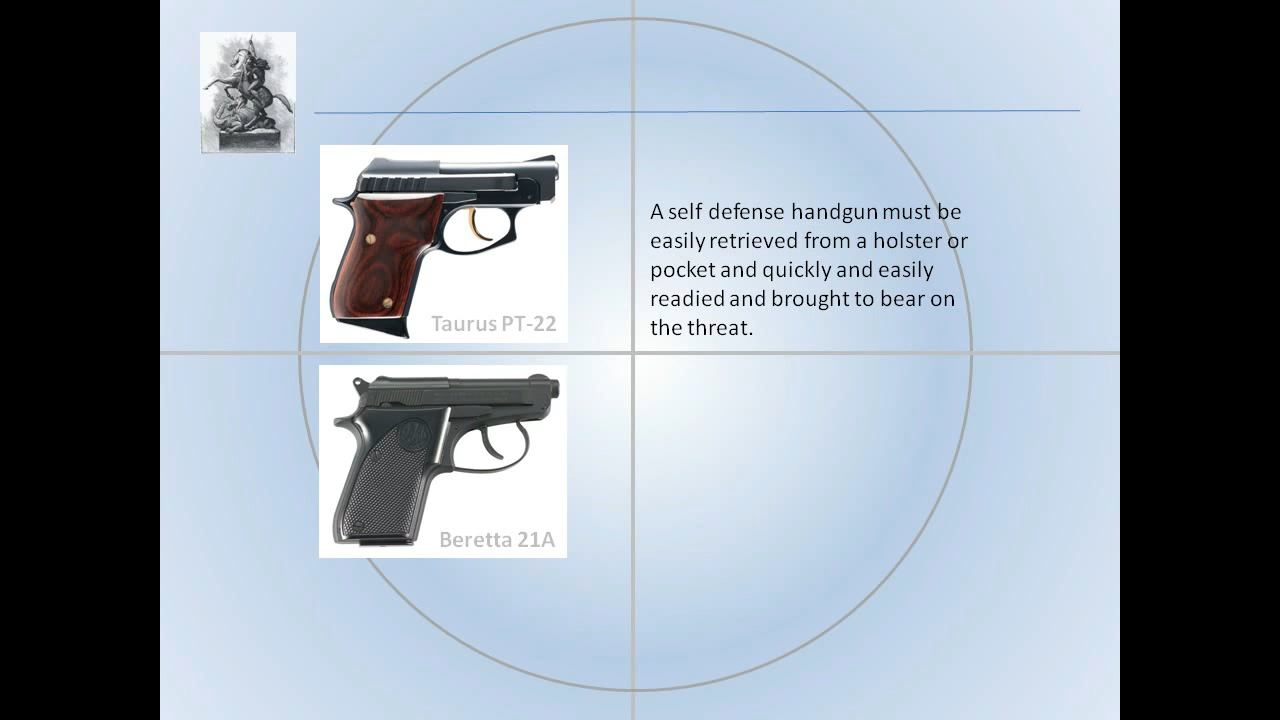 A self defense handgun must be
easily retrieved from a holster or
pocket and quickly and easily
readied and brought to bear on
the threat.
Taurus PT-22
Beretta 21A